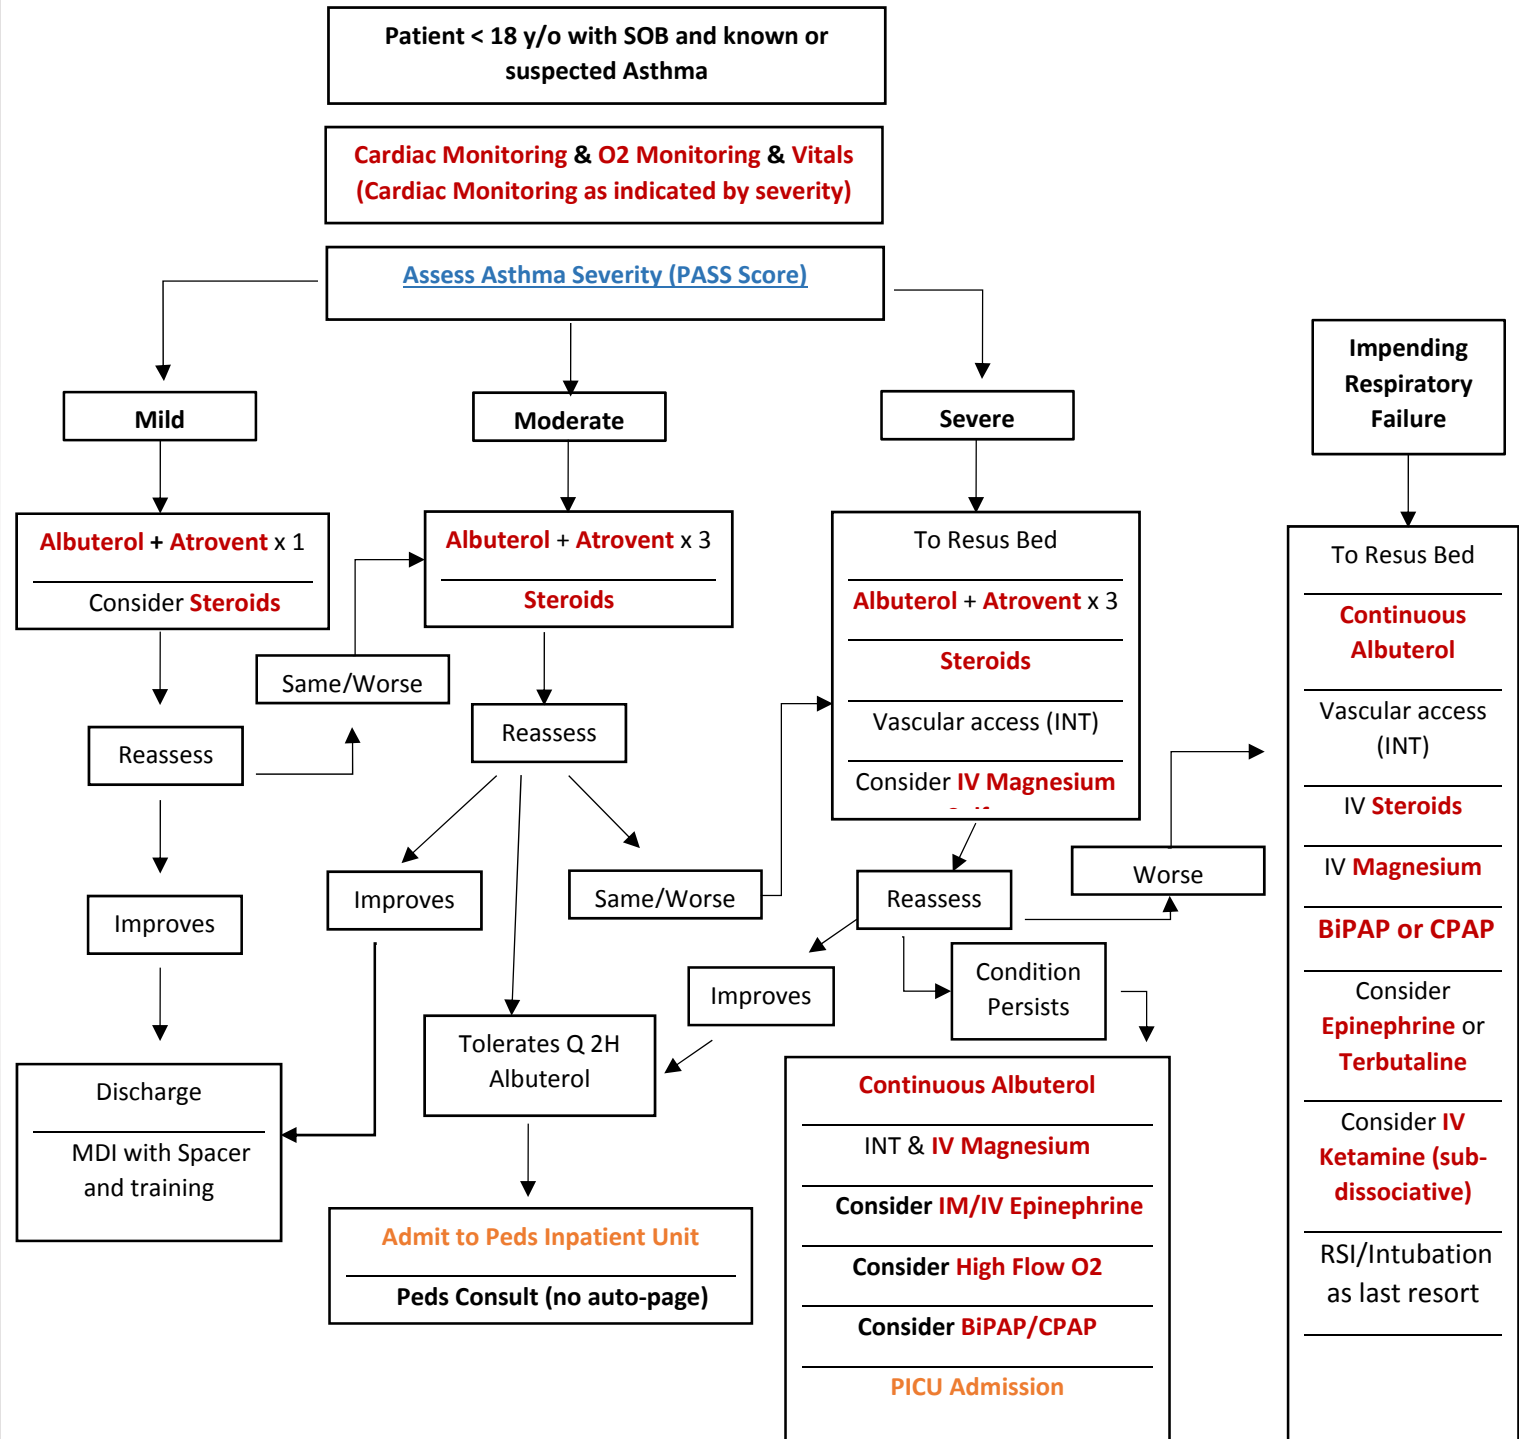 Patient < 18 y/o with SOB and known or
suspected Asthma
Cardiac Monitoring & O2 Monitoring & Vitals
(Cardiac Monitoring as indicated by severity)
Assess Asthma Severity (PASS Score)
Mild
Moderate
Severe
Impending
Respiratory
Failure
Albuterol + Atrovent x 1
Consider Steroids
Albuterol + Atrovent x 3
Steroids
To Resus Bed
Albuterol + Atrovent x 3
Steroids
Vascular access (INT)
Consider IV Magnesium
To Resus Bed
Continuous
Albuterol
Vascular access
(INT)
IV Steroids
IV Magnesium
BiPAP or CPAP
Consider
Epinephrine or
Terbutaline
Consider IV
Ketamine (sub-
dissociative)
RSI/Intubation
as last resort
Same/Worse
Reassess
Reassess
Improves
Improves
Same/Worse
Reassess
Worse
Improves
Condition
Persists
Tolerates Q 2H
Albuterol
Discharge
MDI with Spacer
and training
Admit to Peds Inpatient Unit
Peds Consult (no auto-page)
Continuous Albuterol
INT & IV Magnesium
Consider IM/IV Epinephrine
Consider High Flow O2
Consider BiPAP/CPAP
PICU Admission